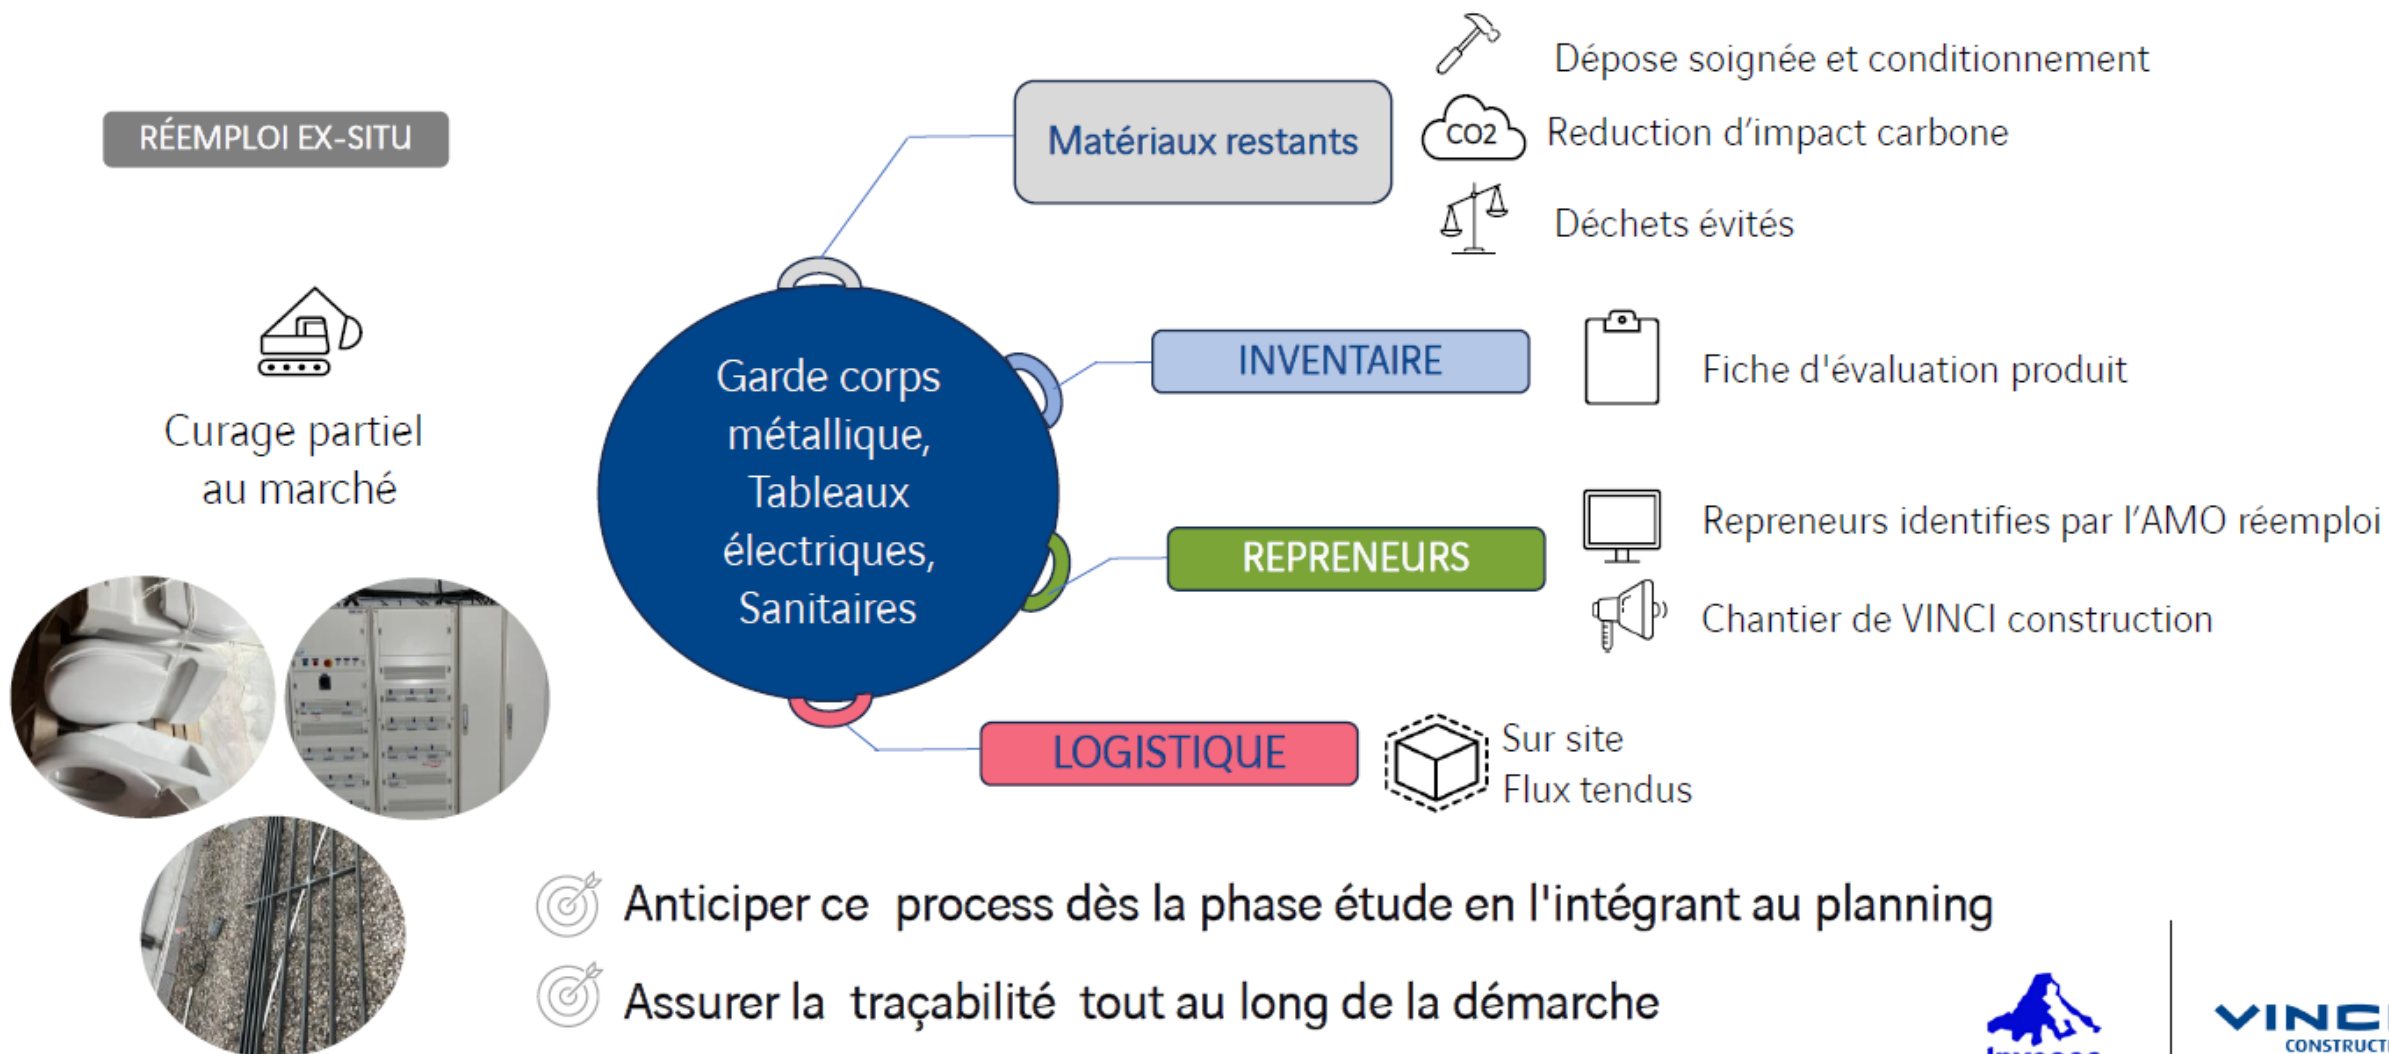 RÉEMPLOI EX-SITU
Curage partiel
au marché
Garde corps
métallique,
Tableaux
électriques,
Sanitaires
Matériaux restants
Dépose soignée et conditionnement
CO2
Reduction d'impact carbone
Déchets évités
INVENTAIRE
Fiche d'évaluation produit
REPRENEURS
Repreneurs identifies par l'AMO réemploi
Chantier de VINCI construction
LOGISTIQUE
Sur site
Flux tendus
Anticiper ce  process dès la phase étude en l'intégrant au planning
Assurer la  traçabilité  tout au long de la démarche